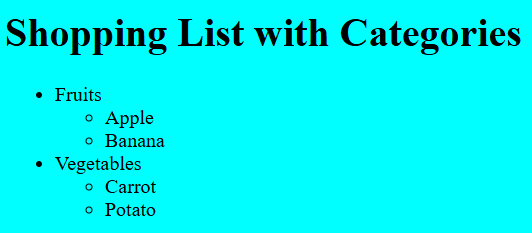 Shopping List with Categories
Fruits
Apple
Banana
Vegetables
Carrot
Potato